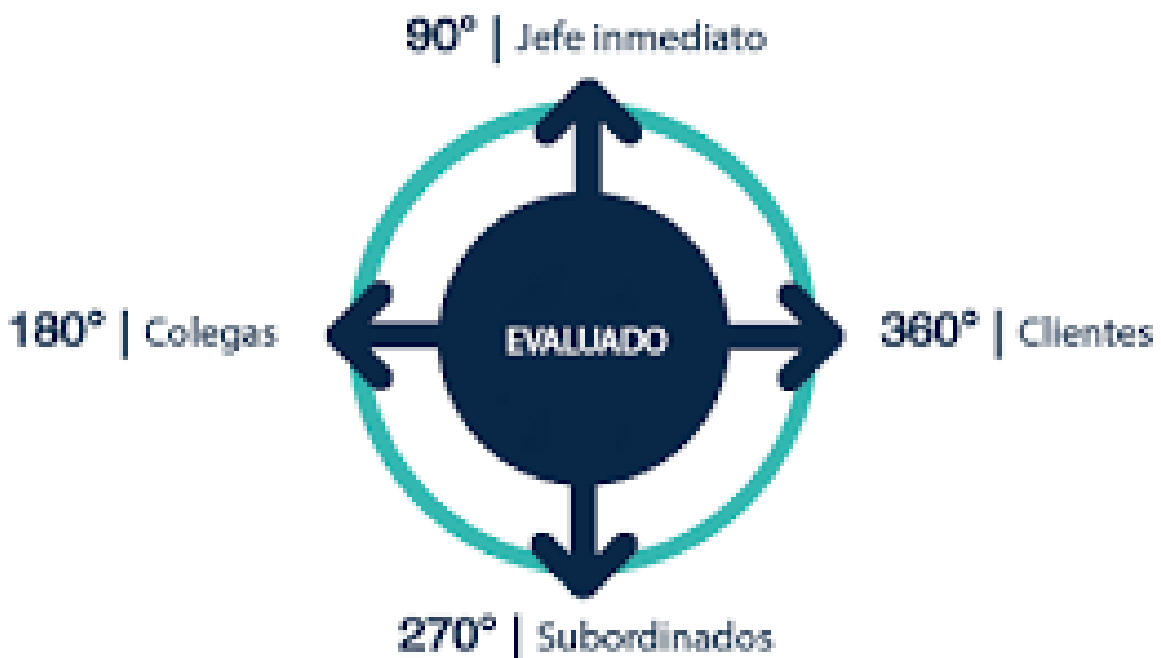 90° | Jefe inmediato
180° | Colegas
EVALUADO
360° | Clientes
270° | Subordinados